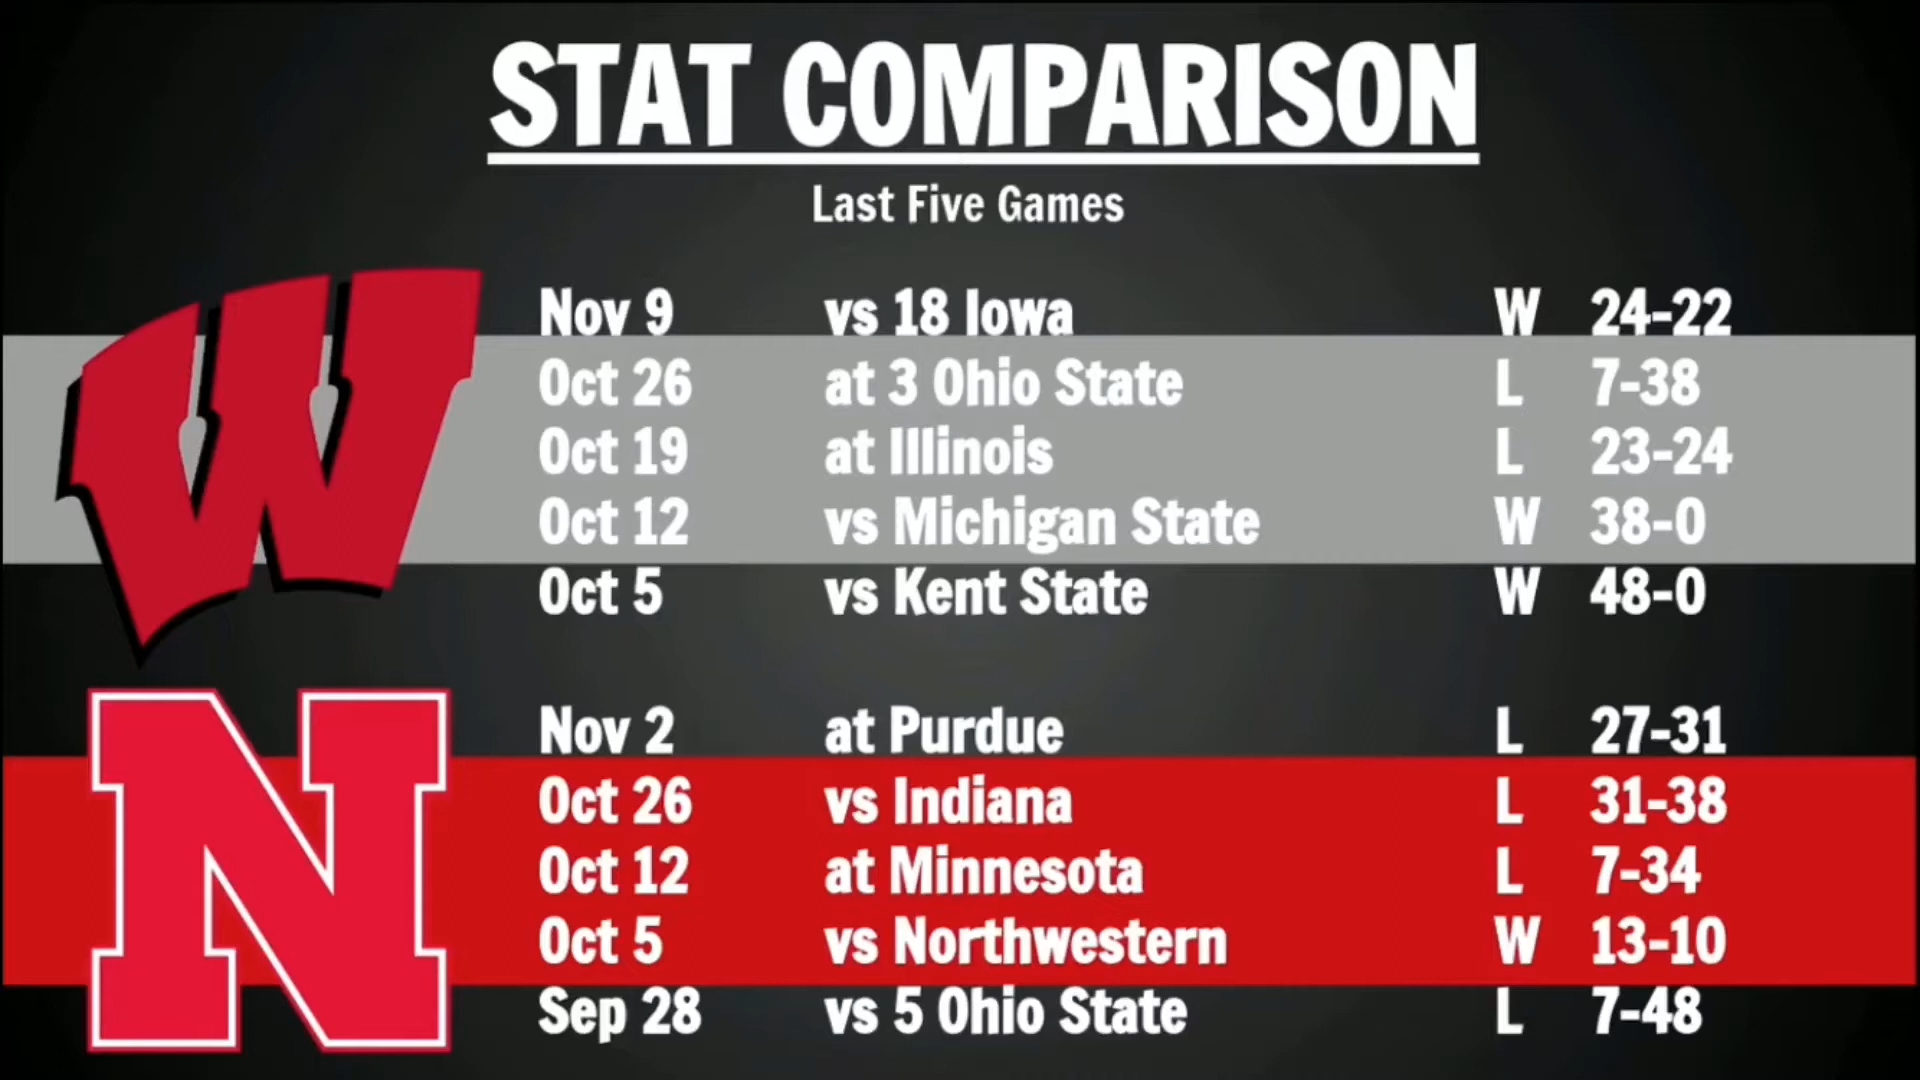 STAT COMPARISON
Last Five Games
W
Nov 9 vs 18 Iowa W 24-22
Oct 26 at 3 Ohio State L 7-38
Oct 19 at Illinois L 23-24
Oct 12 vs Michigan State W 38-0
Oct 5 vs Kent State W 48-0
N
Nov 2 at Purdue L 27-31
Oct 26 vs Indiana L 31-38
Oct 12 at Minnesota L 7-34
Oct 5 vs Northwestern W 13-10
Sep 28 vs 5 Ohio State L 7-48